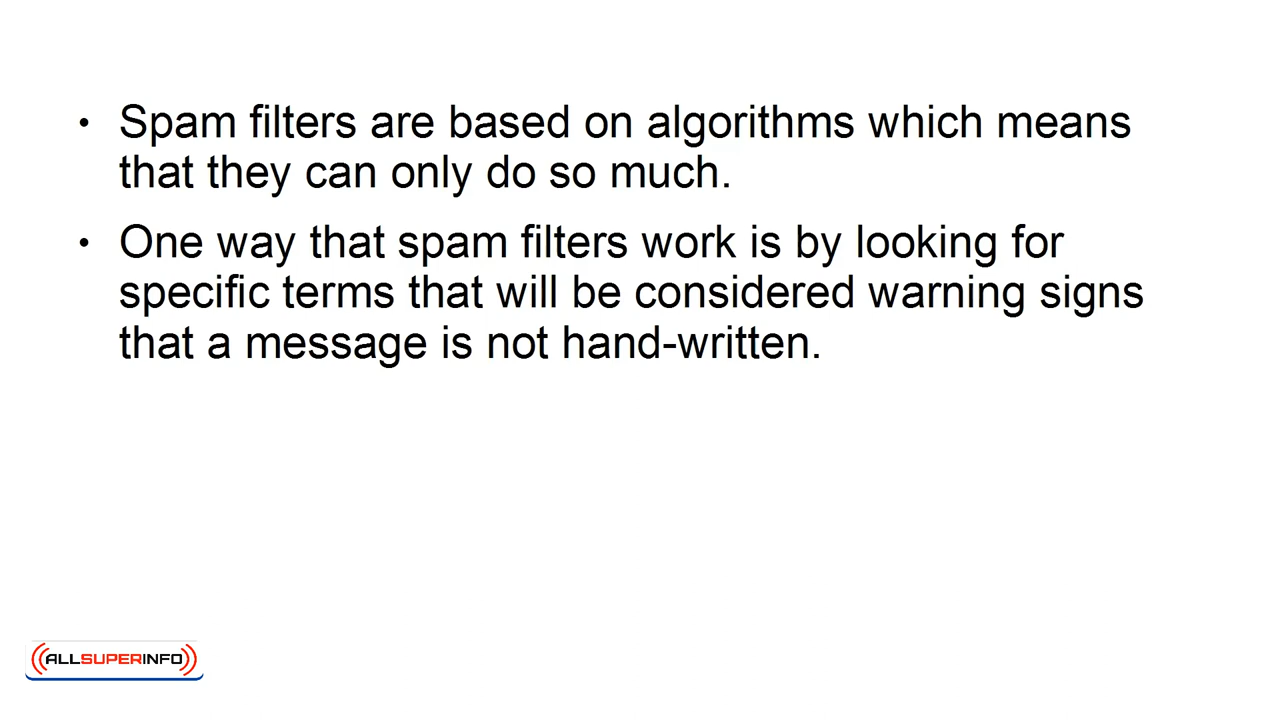 • Spam filters are based on algorithms which means
that they can only do so much.
• One way that spam filters work is by looking for
specific terms that will be considered warning signs
that a message is not hand-written.
ALLSUPERINFO